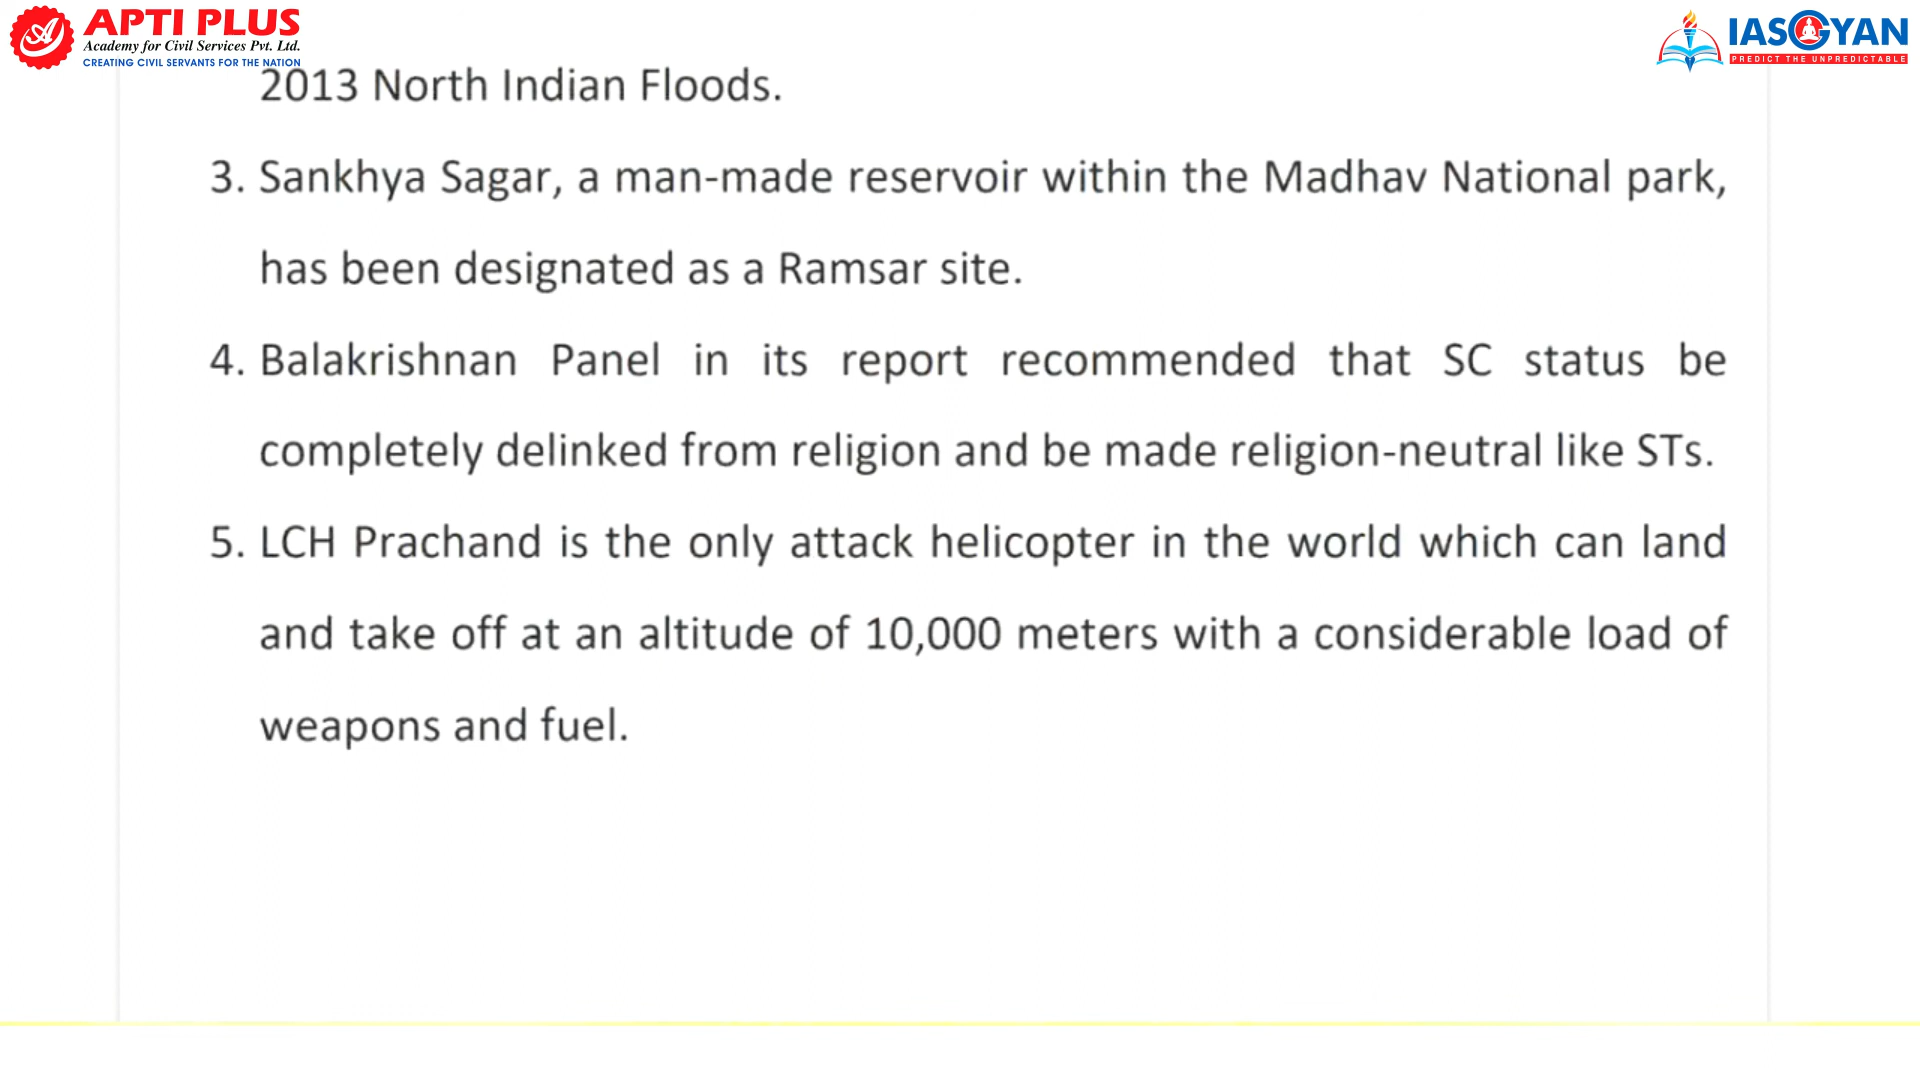 APTI PLUS
Academy for Civil Services Pvt. Ltd.
CREATING CIVIL SERVANTS FOR THE NATION
IASGYAN
PREDICT THE UNPREDICTABLE
2013 North Indian Floods.
3. Sankhya Sagar, a man-made reservoir within the Madhav National park,
has been designated as a Ramsar site.
4. Balakrishnan Panel in its report recommended that SC status be
completely delinked from religion and be made religion-neutral like STs.
5. LCH Prachand is the only attack helicopter in the world which can land
and take off at an altitude of 10,000 meters with a considerable load of
weapons and fuel.